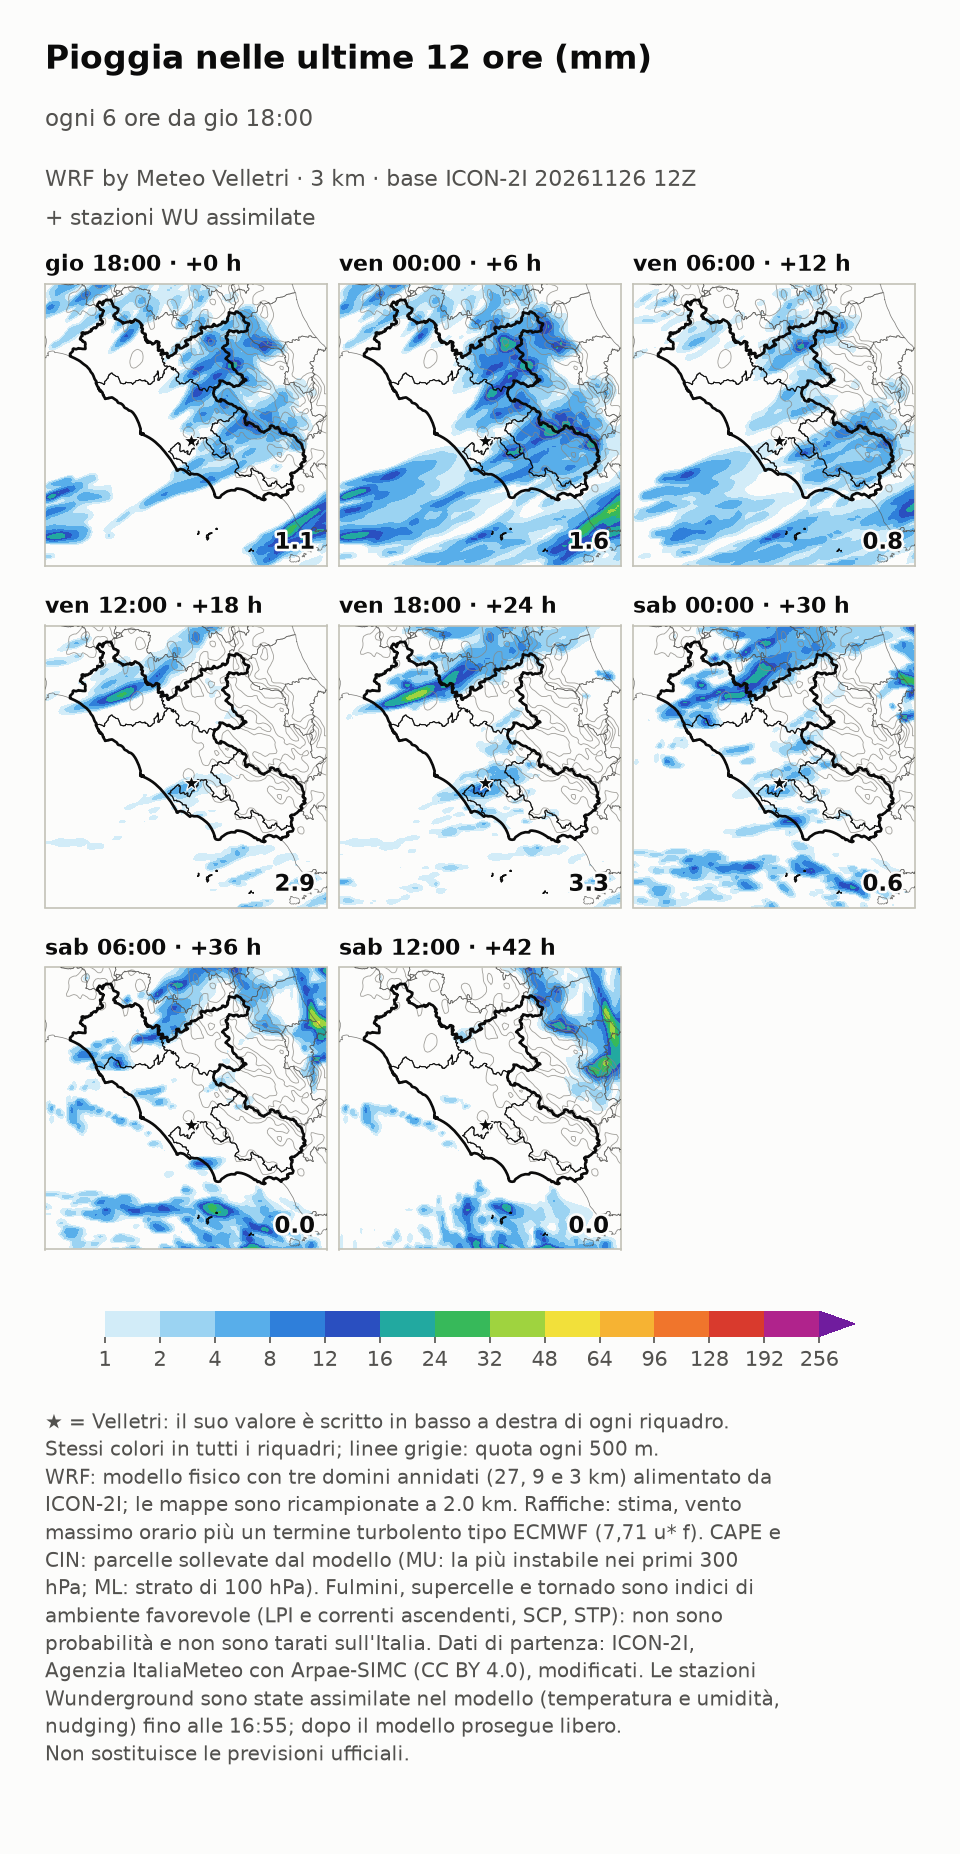 Pioggia nelle ultime 12 ore (mm)
ogni 6 ore da gio 18:00
WRF by Meteo Velletri · 3 km · base ICON-2I 20261126 12Z
+ stazioni WU assimilate
gio 18:00 · +0 h
ven 00:00 · +6 h
ven 06:00 · +12 h
1.1
1.6
0.8
ven 12:00 · +18 h
ven 18:00 · +24 h
sab 00:00 · +30 h
2.9
3.3
0.6
sab 06:00 · +36 h
sab 12:00 · +42 h
0.0
0.0
1 2 4 8 12 16 24 32 48 64 96 128 192 256
★ = Velletri: il suo valore è scritto in basso a destra di ogni riquadro.
Stessi colori in tutti i riquadri; linee grigie: quota ogni 500 m.
WRF: modello fisico con tre domini annidati (27, 9 e 3 km) alimentato da
ICON-2I; le mappe sono ricampionate a 2.0 km. Raffiche: stima, vento
massimo orario più un termine turbolento tipo ECMWF (7,71 u* f). CAPE e
CIN: parcelle sollevate dal modello (MU: la più instabile nei primi 300
hPa; ML: strato di 100 hPa). Fulmini, supercelle e tornado sono indici di
ambiente favorevole (LPI e correnti ascendenti, SCP, STP): non sono
probabilità e non sono tarati sull'Italia. Dati di partenza: ICON-2I,
Agenzia ItaliaMeteo con Arpae-SIMC (CC BY 4.0), modificati. Le stazioni
Wunderground sono state assimilate nel modello (temperatura e umidità,
nudging) fino alle 16:55; dopo il modello prosegue libero.
Non sostituisce le previsioni ufficiali.